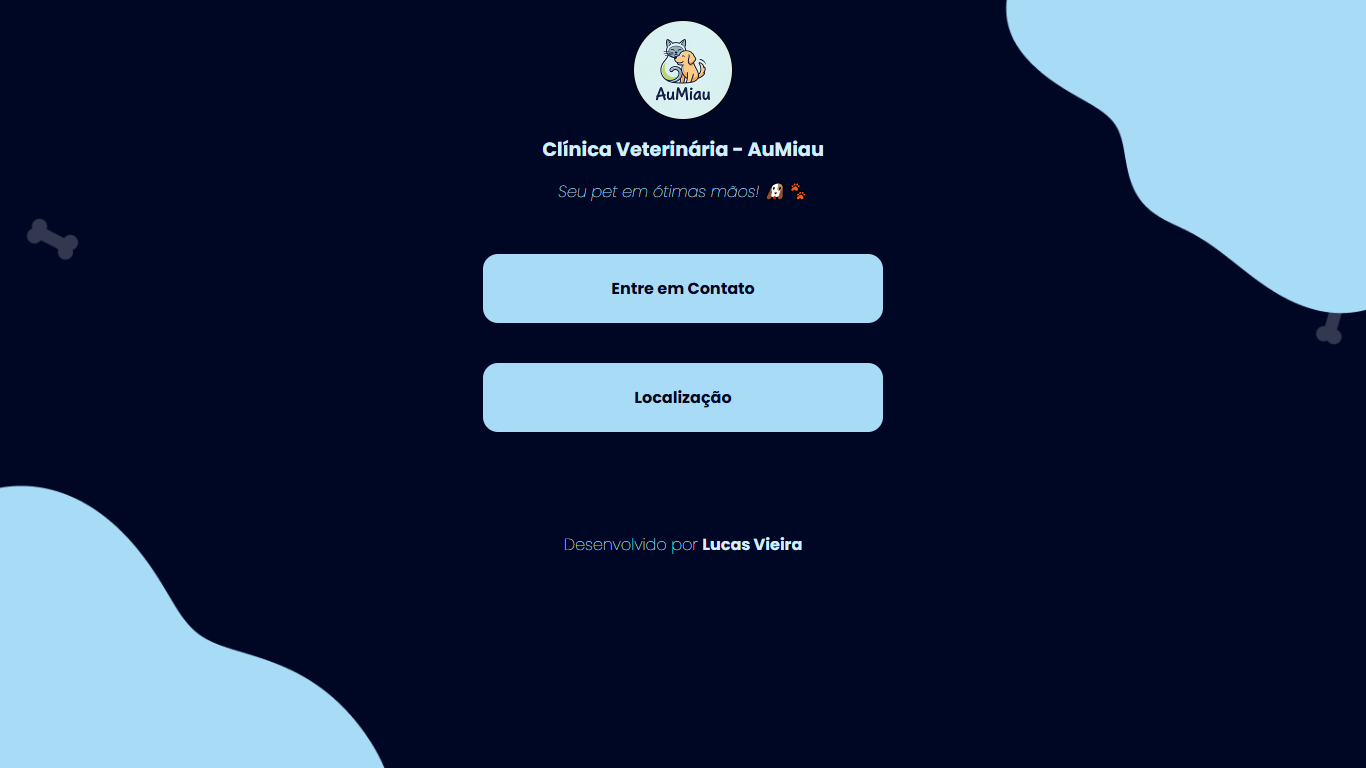 AuMiau
Clínica Veterinária - AuMiau
Seu pet em ótimas mãos! 🐶 🐾
Entre em Contato
Localização
Desenvolvido por Lucas Vieira